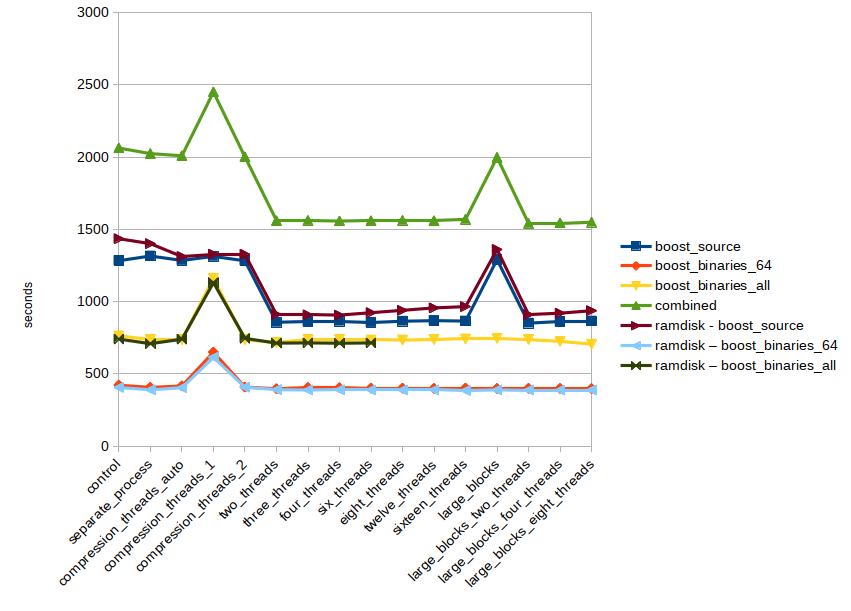 3000
2500
2000
1500
1000
500
0
seconds
control
separate_process
compression_threads_auto
compression_threads_1
compression_threads_2
two_threads
three_threads
four_threads
six_threads
eight_threads
twelve_threads
sixteen_threads
large_blocks
large_blocks_two_threads
large_blocks_four_threads
large_blocks_eight_threads
boost_source
boost_binaries_64
boost_binaries_all
combined
ramdisk - boost_source
ramdisk – boost_binaries_64
ramdisk – boost_binaries_all